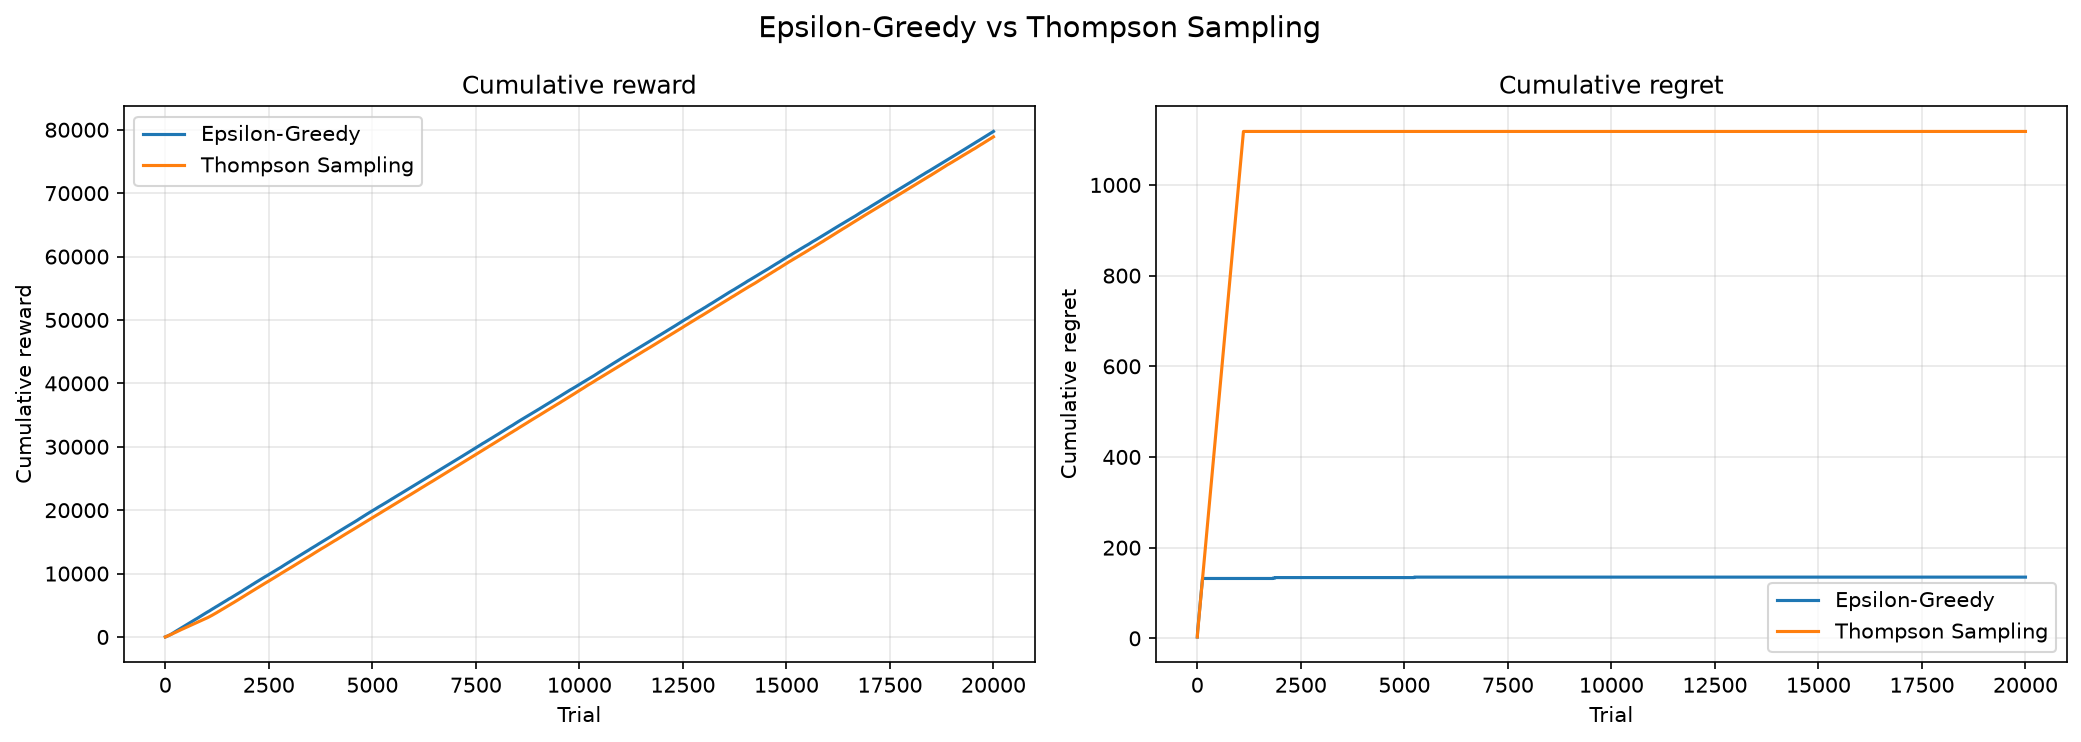 Epsilon-Greedy vs Thompson Sampling
Cumulative reward
Epsilon-Greedy
Thompson Sampling
80000
70000
60000
50000
40000
30000
20000
10000
0
Cumulative reward
0 2500 5000 7500 10000 12500 15000 17500 20000
Trial
Cumulative regret
1000
800
600
400
200
0
Cumulative regret
Epsilon-Greedy
Thompson Sampling
0 2500 5000 7500 10000 12500 15000 17500 20000
Trial